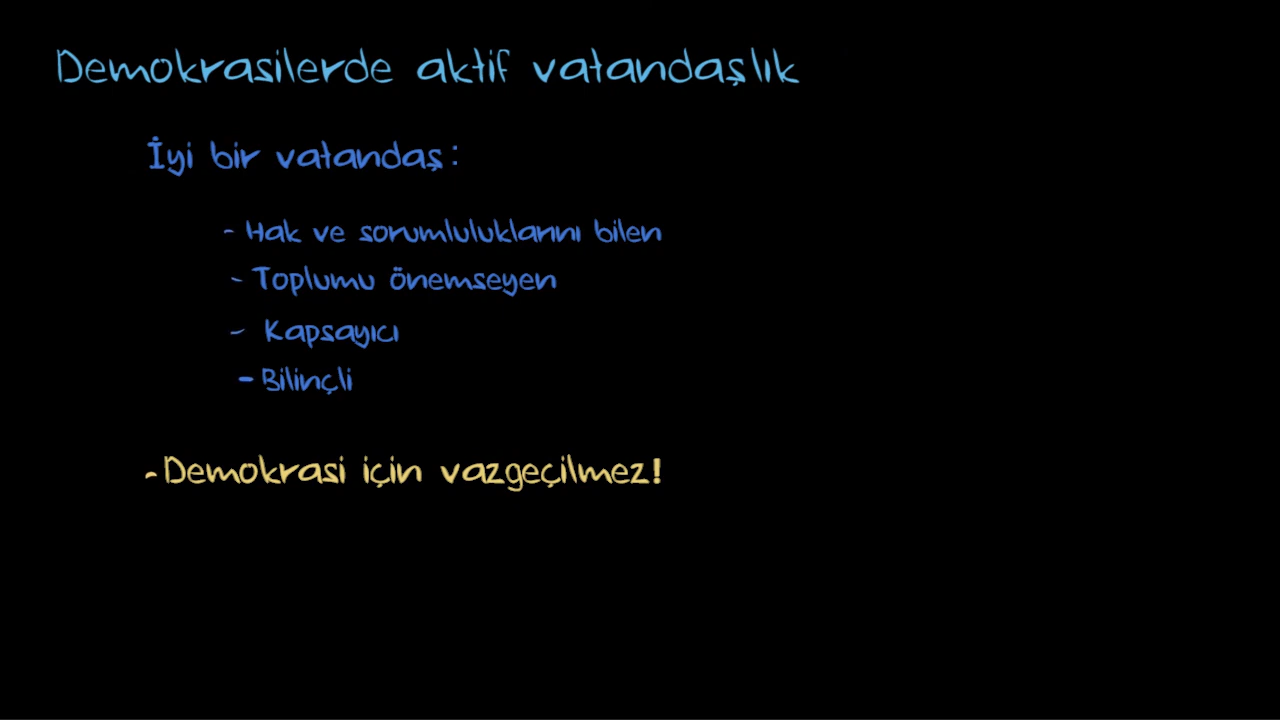 Demokrasilerde aktif vatandaşlık
İyi bir vatandaş:
- Hak ve sorumluluklarını bilen
- Toplumu önemseyen
- Kapsayıcı
- Bilinçli
- Demokrasi için vazgeçilmez!